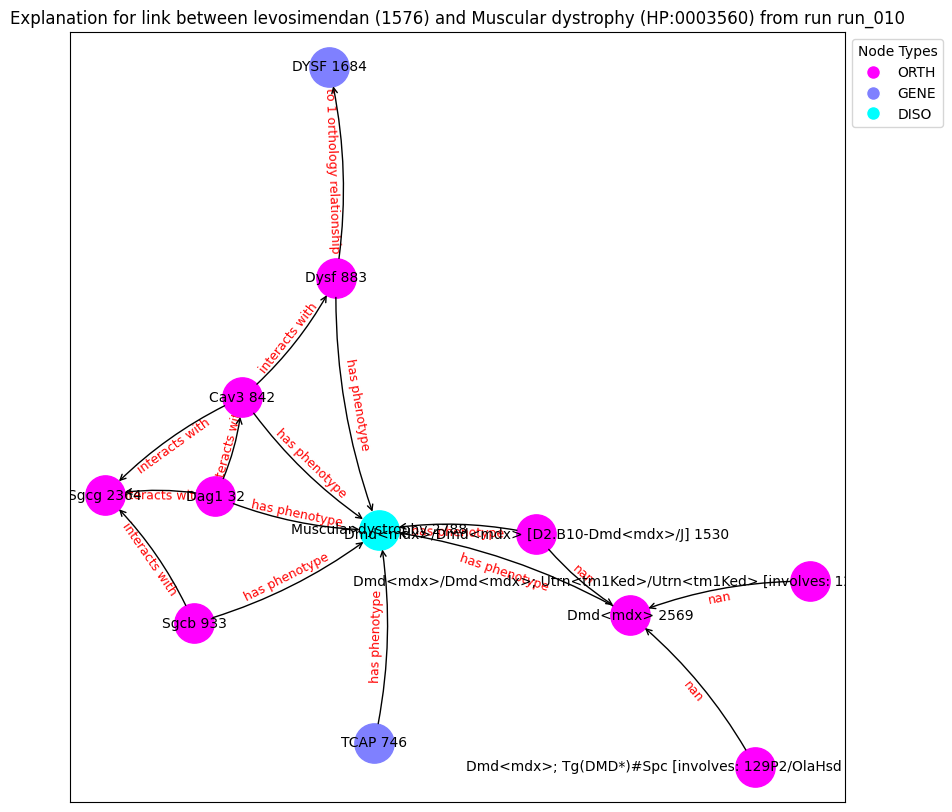 Explanation for link between levosimendan (1576) and Muscular dystrophy (HP:0003560) from run run_010
Node Types
ORTH
GENE
DISO
DYSF 1684
to 1 orthology relationship
Dysf 883
interacts with
has phenotype
Cav3 842
interacts with
has phenotype
interacts with
Sgcg 2364
interacts with
Dag1 32
has phenotype
Muscular dystrophy 1788
has phenotype
Dmd<mdx>/Dmd<mdx> [D2.B10-Dmd<mdx>/J] 1530
interacts with
has phenotype
has phenotype
nan
Dmd<mdx>/Dmd<mdx>; Utrn<tm1Ked>/Utrn<tm1Ked> [involves:
nan
Sgcb 933
Dmd<mdx> 2569
has phenotype
nan
TCAP 746
Dmd<mdx>; Tg(DMD*)#Spc [involves: 129P2/OlaHsd